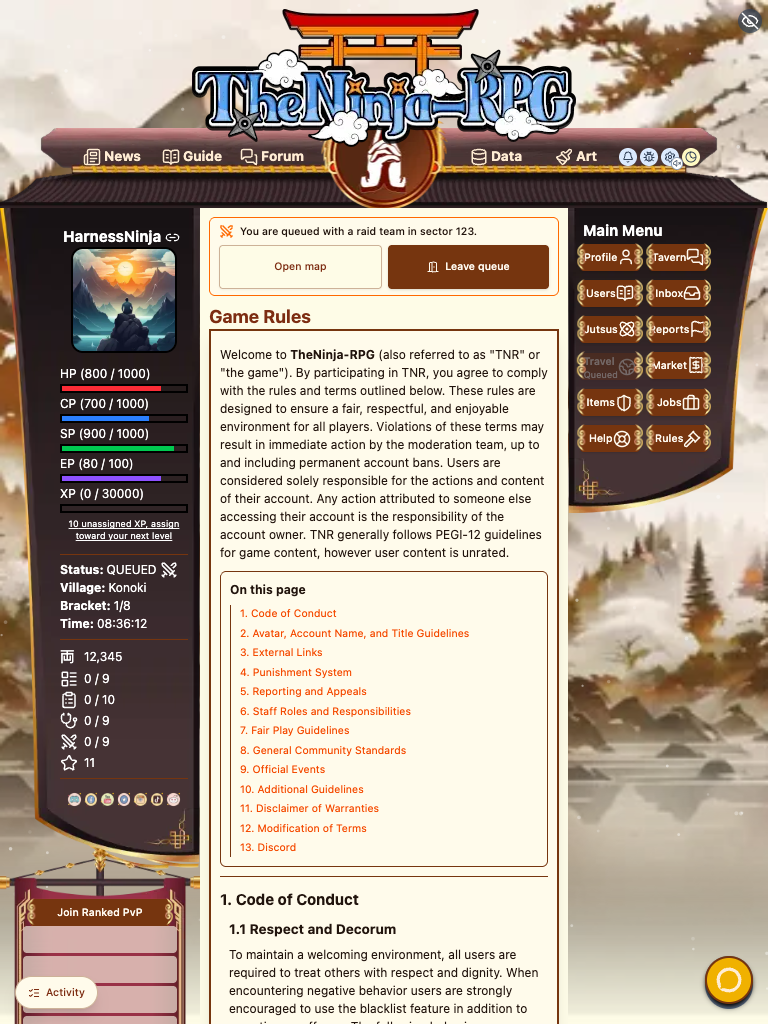 TheNinja-RPG
News
Guide
Forum
Data
Art
HarnessNinja
HP (800 / 1000)
CP (700 / 1000)
SP (900 / 1000)
EP (80 / 100)
XP (0 / 30000)
10 unassigned XP, assign
toward your next level
Status: QUEUED
Village: Konoki
Bracket: 1/8
Time: 08:36:12
12,345
0 / 9
0 / 10
0 / 9
0 / 9
11
Join Ranked PvP
Activity
You are queued with a raid team in sector 123.
Open map
Leave queue
Game Rules
Welcome to TheNinja-RPG (also referred to as "TNR" or
"the game"). By participating in TNR, you agree to comply
with the rules and terms outlined below. These rules are
designed to ensure a fair, respectful, and enjoyable
environment for all players. Violations of these terms may
result in immediate action by the moderation team, up to
and including permanent account bans. Users are
considered solely responsible for the actions and content
of their account. Any action attributed to someone else
accessing their account is the responsibility of the
account owner. TNR generally follows PEGI-12 guidelines
for game content, however user content is unrated.
On this page
1. Code of Conduct
2. Avatar, Account Name, and Title Guidelines
3. External Links
4. Punishment System
5. Reporting and Appeals
6. Staff Roles and Responsibilities
7. Fair Play Guidelines
8. General Community Standards
9. Official Events
10. Additional Guidelines
11. Disclaimer of Warranties
12. Modification of Terms
13. Discord
1. Code of Conduct
1.1 Respect and Decorum
To maintain a welcoming environment, all users are
required to treat others with respect and dignity. When
encountering negative behavior users are strongly
encouraged to use the blacklist feature in addition to
Main Menu
Profile
Tavern
Users
Inbox
Jutsus
Reports
Travel
Queued
Market
Items
Jobs
Help
Rules